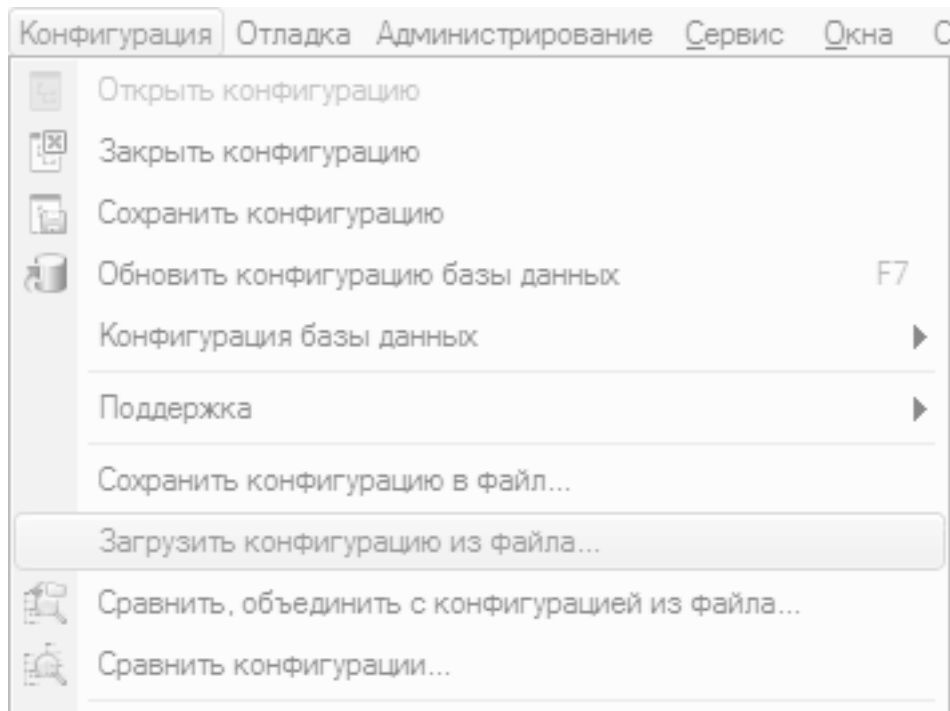 Конфигурация Отладка Администрирование Сервис Окна
Открыть конфигурацию
Закрыть конфигурацию
Сохранить конфигурацию
Обновить конфигурацию базы данных F7
Конфигурация базы данных
Поддержка
Сохранить конфигурацию в файл...
Загрузить конфигурацию из файла...
Сравнить, объединить с конфигурацией из файла...
Сравнить конфигурации...